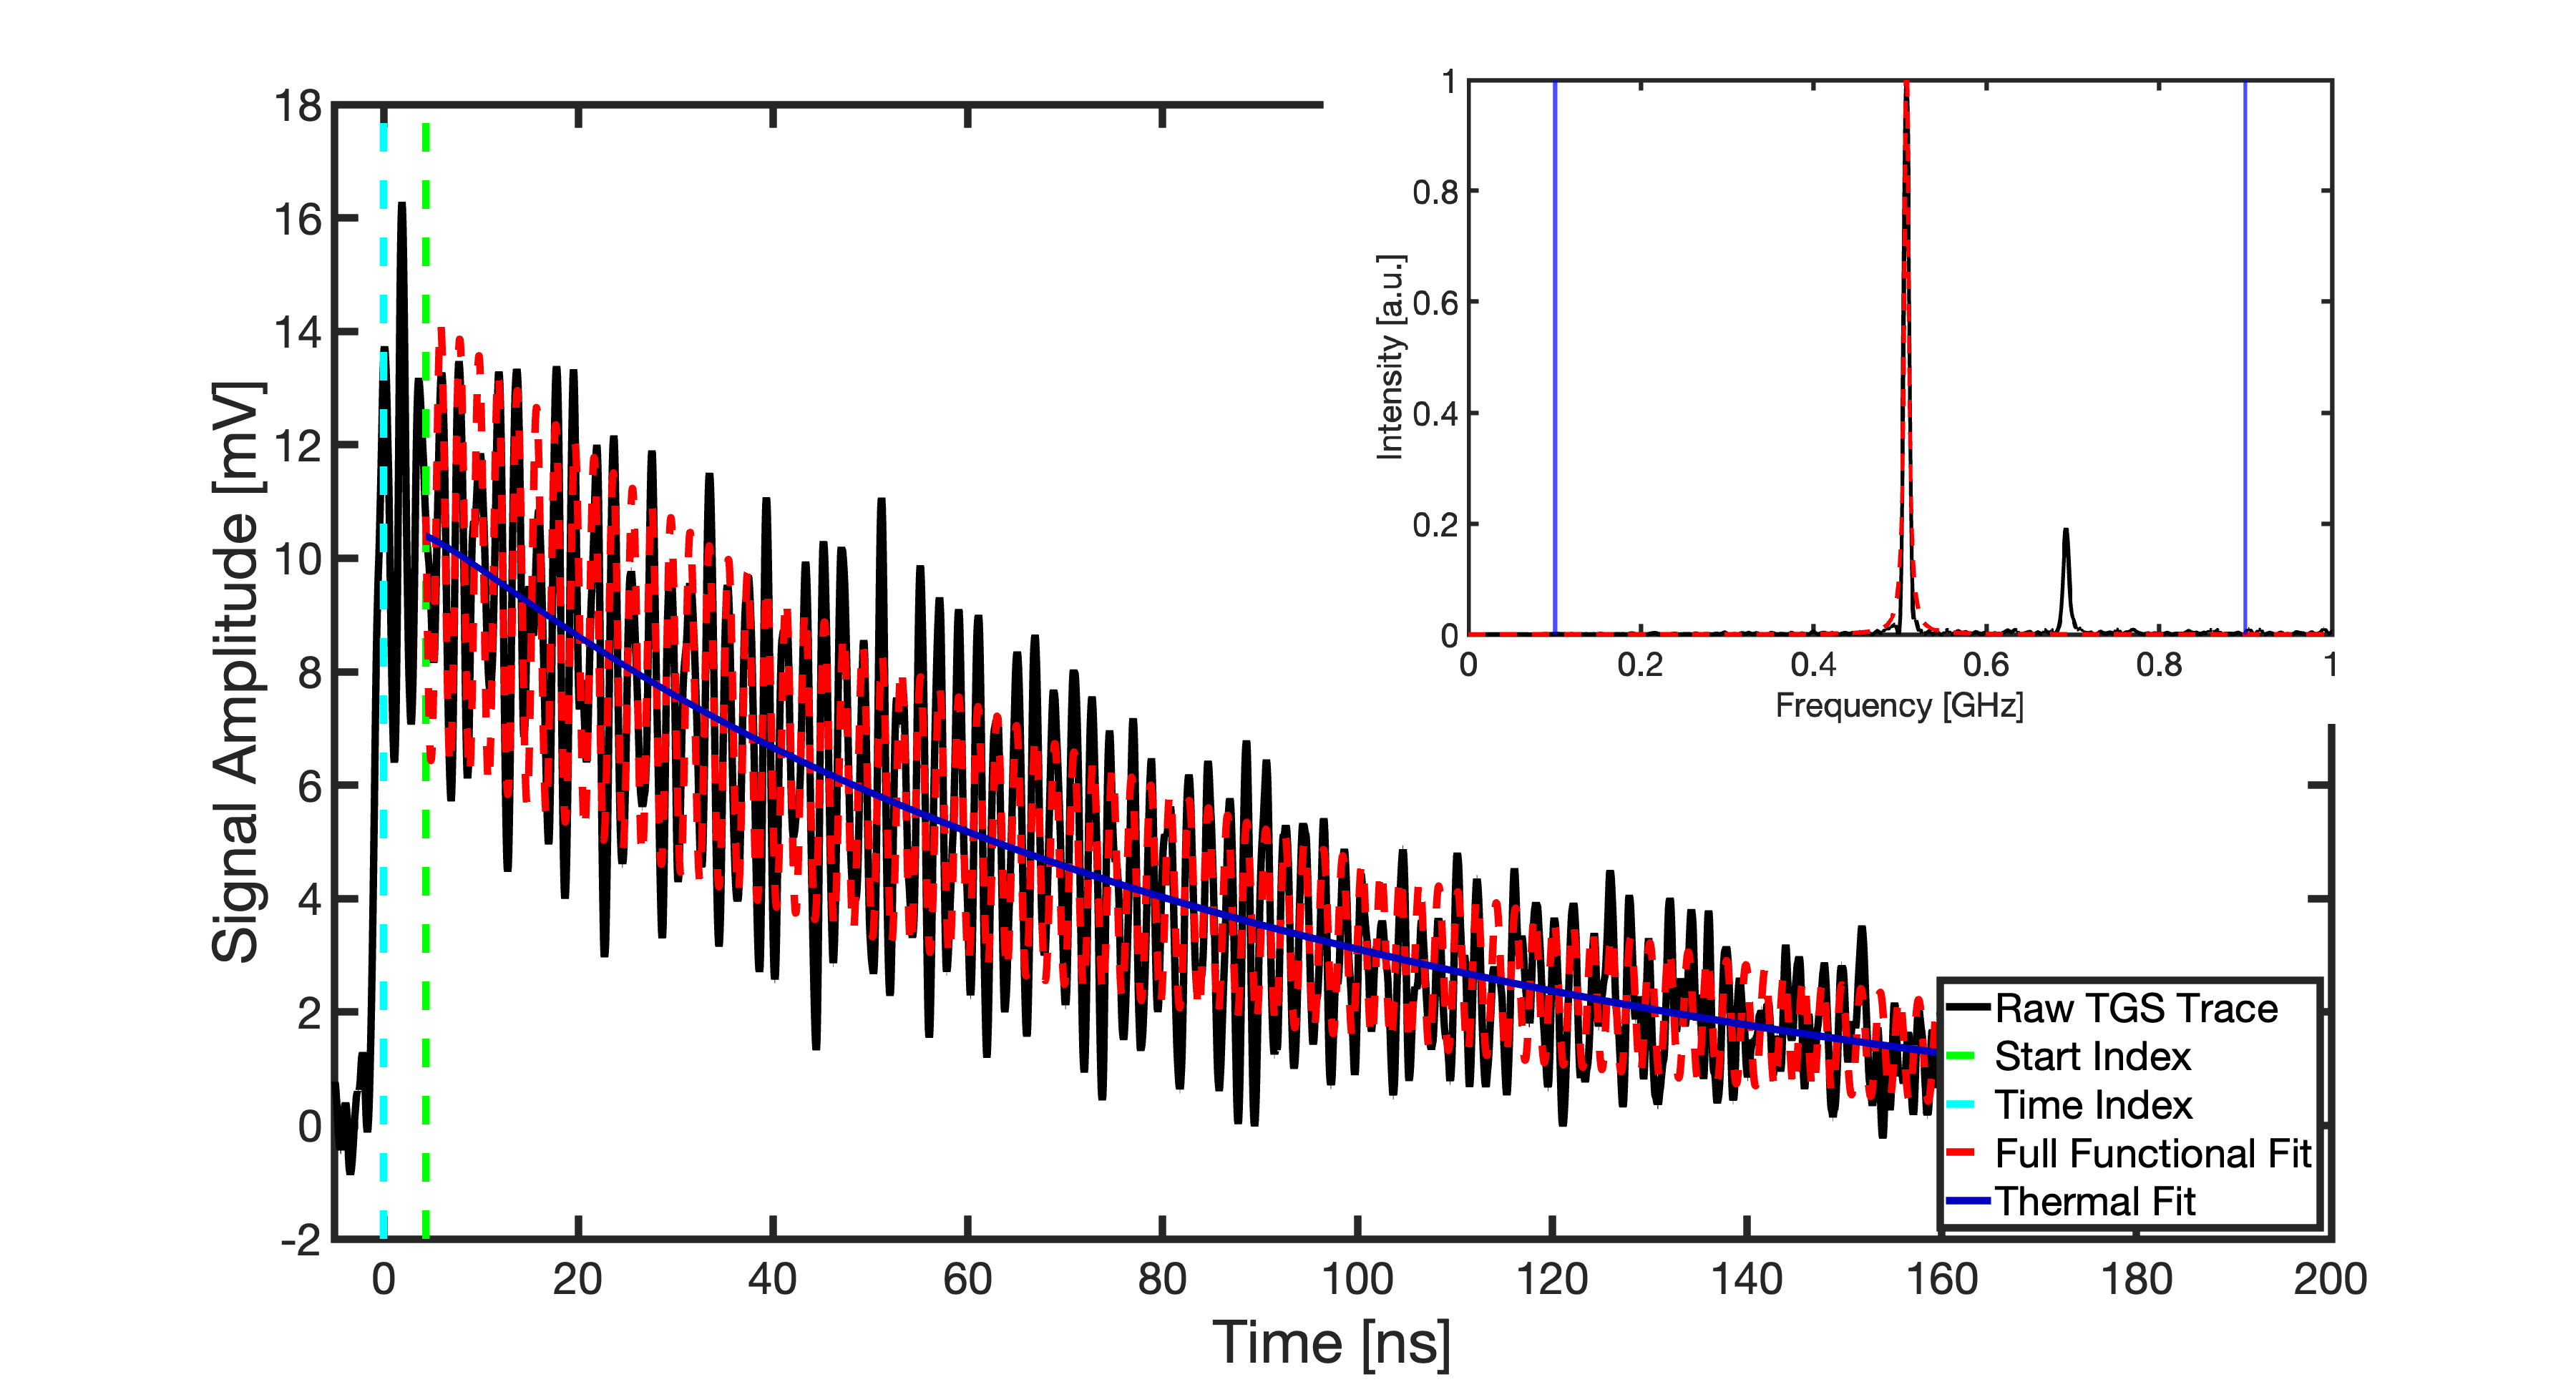 18
16
14
12
10
8
6
4
2
0
-2
Signal Amplitude [mV]
0 20 40 60 80 100 120 140 160 180 200
Time [ns]
1
0.8
0.6
0.4
0.2
0
Intensity [a.u.]
0 0.2 0.4 0.6 0.8 1
Frequency [GHz]
Raw TGS Trace
Start Index
Time Index
Full Functional Fit
Thermal Fit